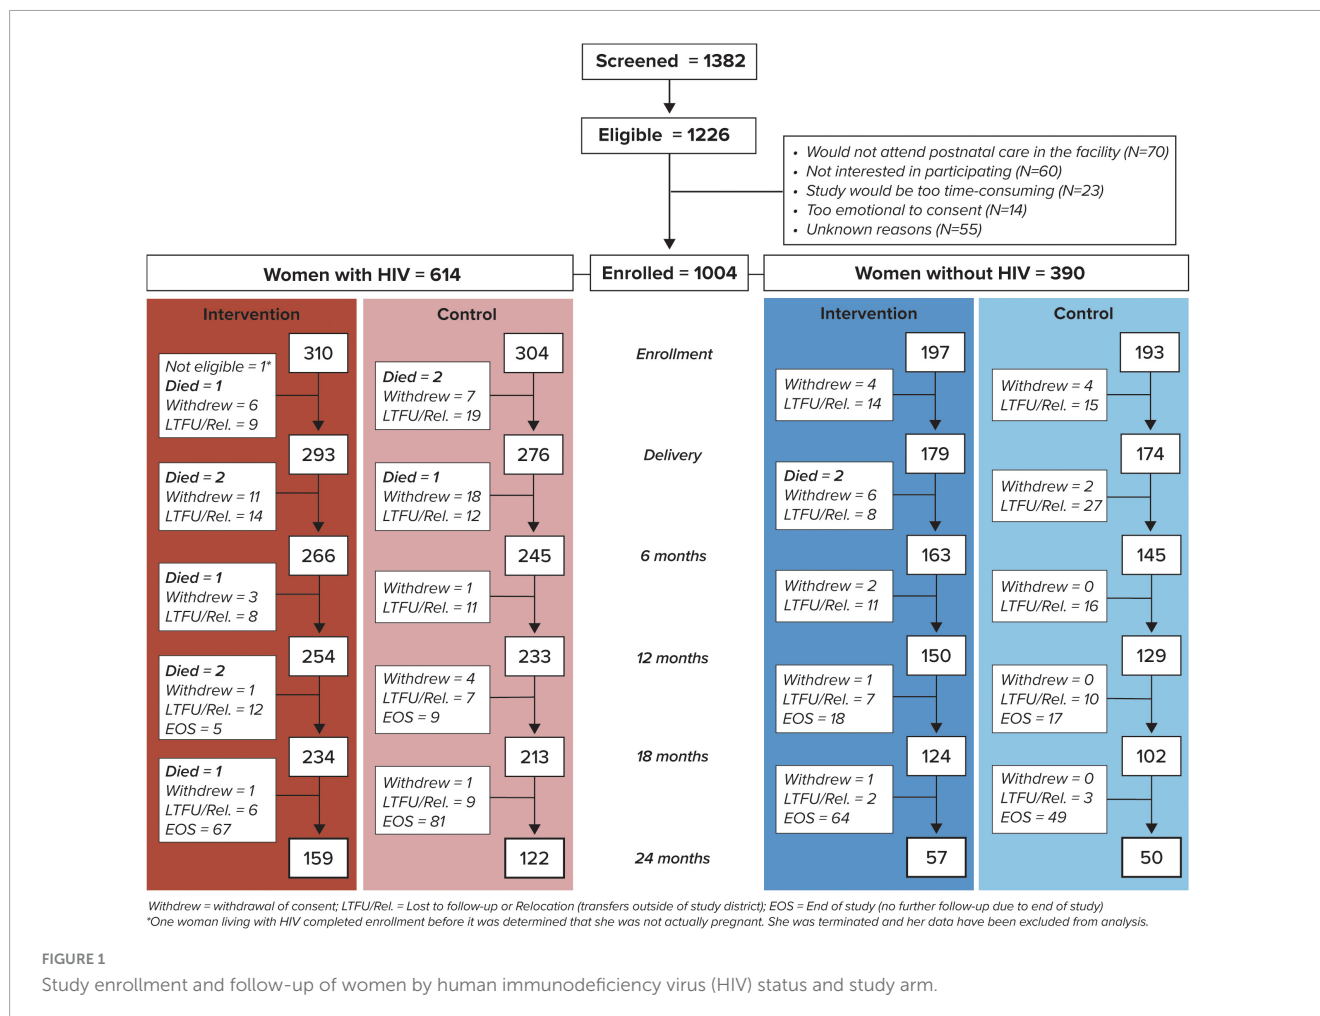 Screened = 1382
Eligible = 1226
• Would not attend postnatal care in the facility (N=70)
• Not interested in participating (N=60)
• Study would be too time-consuming (N=23)
• Too emotional to consent (N=14)
• Unknown reasons (N=55)
Women with HIV = 614
Enrolled = 1004
Women without HIV = 390
Intervention
Control
Intervention
Control
310
304
Enrollment
197
193
Not eligible = 1*
Died = 1
Withdrew = 6
LTFU/Rel. = 9
Died = 2
Withdrew = 7
LTFU/Rel. = 19
Withdrew = 4
LTFU/Rel. = 14
Withdrew = 4
LTFU/Rel. = 15
293
276
Delivery
179
174
Died = 2
Withdrew = 11
LTFU/Rel. = 14
Died = 1
Withdrew = 18
LTFU/Rel. = 12
Died = 2
Withdrew = 6
LTFU/Rel. = 8
Withdrew = 2
LTFU/Rel. = 27
266
245
6 months
163
145
Died = 1
Withdrew = 3
LTFU/Rel. = 8
Withdrew = 1
LTFU/Rel. = 11
Withdrew = 2
LTFU/Rel. = 11
Withdrew = 0
LTFU/Rel. = 16
254
233
12 months
150
129
Died = 2
Withdrew = 1
LTFU/Rel. = 12
EOS = 5
Withdrew = 4
LTFU/Rel. = 7
EOS = 9
Withdrew = 1
LTFU/Rel. = 7
EOS = 18
Withdrew = 0
LTFU/Rel. = 10
EOS = 17
234
213
18 months
124
102
Died = 1
Withdrew = 1
LTFU/Rel. = 6
EOS = 67
Withdrew = 1
LTFU/Rel. = 9
EOS = 81
Withdrew = 1
LTFU/Rel. = 2
EOS = 64
Withdrew = 0
LTFU/Rel. = 3
EOS = 49
159
122
24 months
57
50
Withdrew = withdrawal of consent; LTFU/Rel. = Lost to follow-up or Relocation (transfers outside of study district); EOS = End of study (no further follow-up due to end of study)
*One woman living with HIV completed enrollment before it was determined that she was not actually pregnant. She was terminated and her data have been excluded from analysis.
FIGURE 1
Study enrollment and follow-up of women by human immunodeficiency virus (HIV) status and study arm.